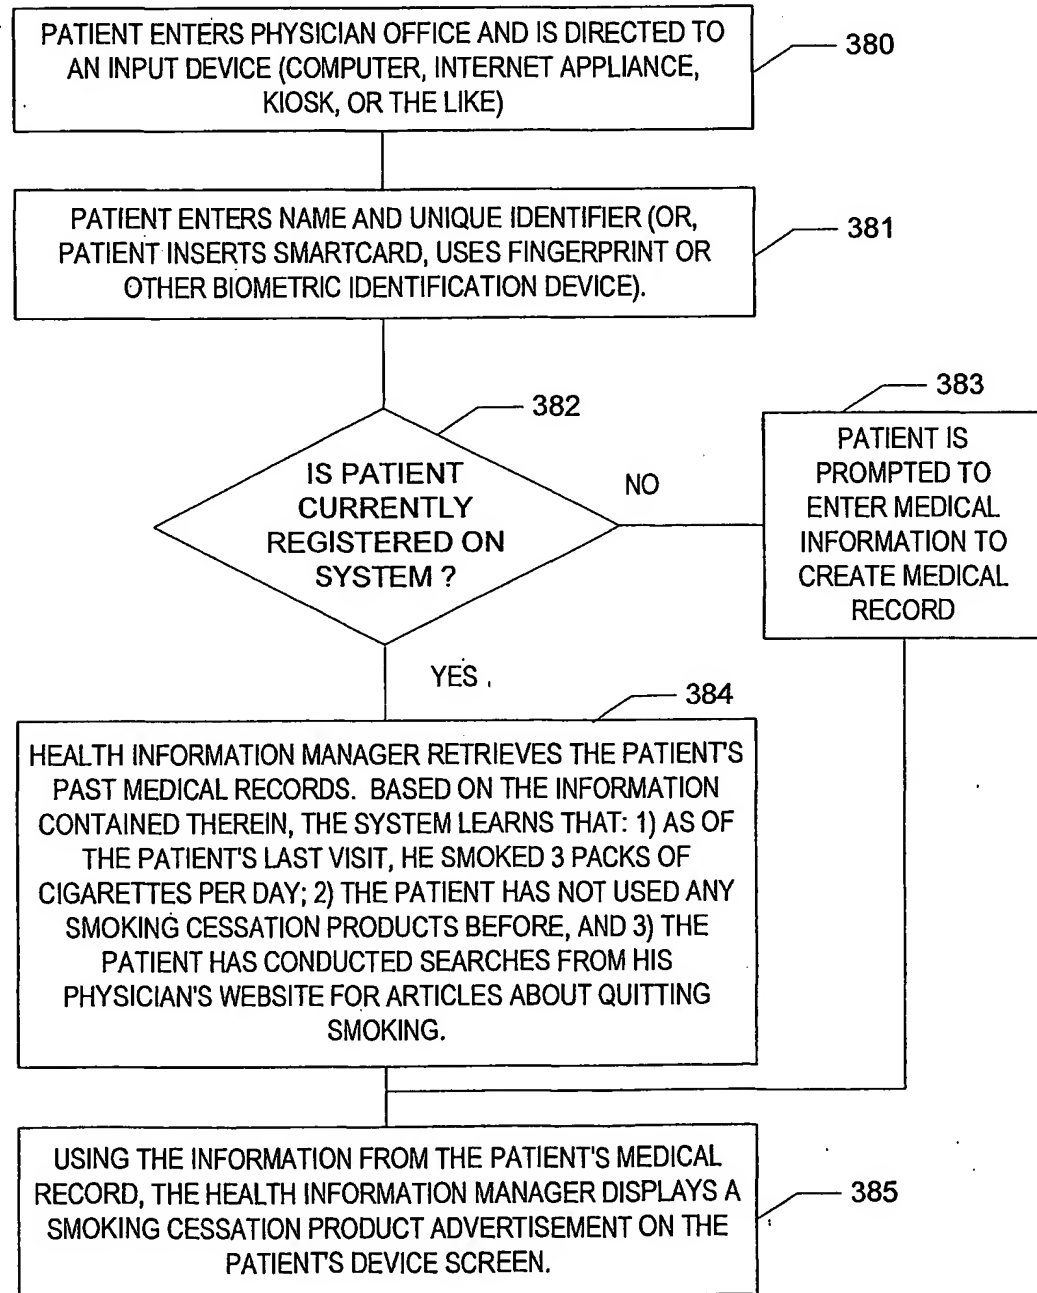 PATIENT ENTERS PHYSICIAN OFFICE AND IS DIRECTED TO
AN INPUT DEVICE (COMPUTER, INTERNET APPLIANCE,
KIOSK, OR THE LIKE)
380
PATIENT ENTERS NAME AND UNIQUE IDENTIFIER (OR,
PATIENT INSERTS SMARTCARD, USES FINGERPRINT OR
OTHER BIOMETRIC IDENTIFICATION DEVICE).
381
382
IS PATIENT
CURRENTLY
REGISTERED ON
SYSTEM ?
NO
383
PATIENT IS
PROMPTED TO
ENTER MEDICAL
INFORMATION TO
CREATE MEDICAL
RECORD
YES
384
HEALTH INFORMATION MANAGER RETRIEVES THE PATIENT'S
PAST MEDICAL RECORDS. BASED ON THE INFORMATION
CONTAINED THEREIN, THE SYSTEM LEARNS THAT: 1) AS OF
THE PATIENT'S LAST VISIT, HE SMOKED 3 PACKS OF
CIGARETTES PER DAY; 2) THE PATIENT HAS NOT USED ANY
SMOKING CESSATION PRODUCTS BEFORE, AND 3) THE
PATIENT HAS CONDUCTED SEARCHES FROM HIS
PHYSICIAN'S WEBSITE FOR ARTICLES ABOUT QUITTING
SMOKING.
USING THE INFORMATION FROM THE PATIENT'S MEDICAL
RECORD, THE HEALTH INFORMATION MANAGER DISPLAYS A
SMOKING CESSATION PRODUCT ADVERTISEMENT ON THE
PATIENT'S DEVICE SCREEN.
385